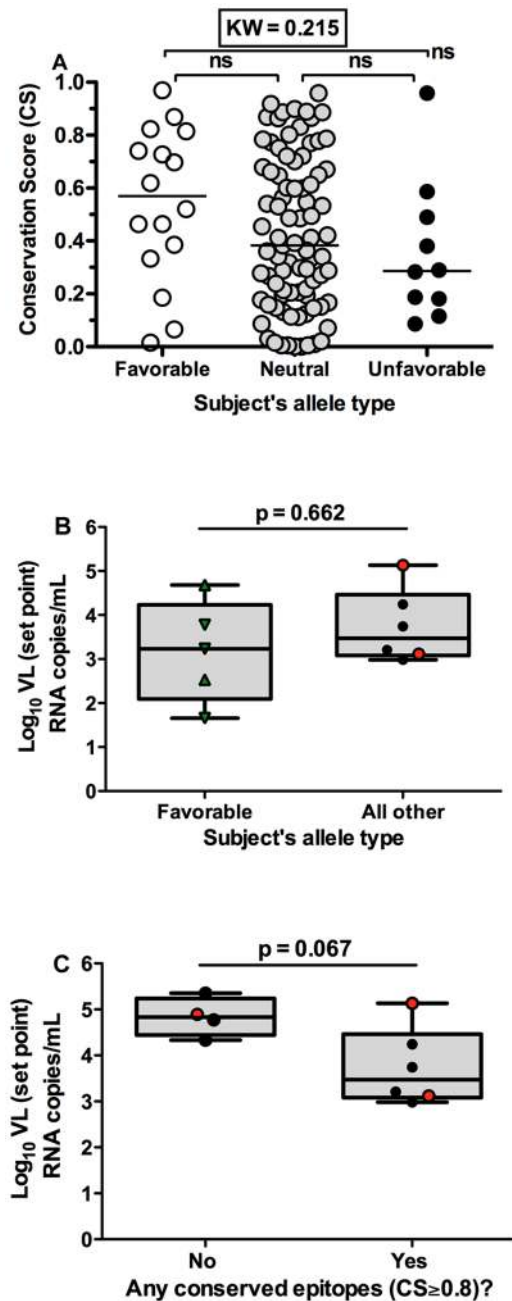 A
KW = 0.215
ns
ns
ns
Conservation Score (CS)
1.0
0.8
0.6
0.4
0.2
0.0
Favorable Neutral Unfavorable
Subject's allele type
B
p = 0.662
Log10 VL (set point)
RNA copies/mL
6
5
4
3
2
1
0
Favorable All other
Subject's allele type
C
p = 0.067
Log10 VL (set point)
RNA copies/mL
6
5
4
3
2
1
0
No Yes
Any conserved epitopes (CS≥0.8)?